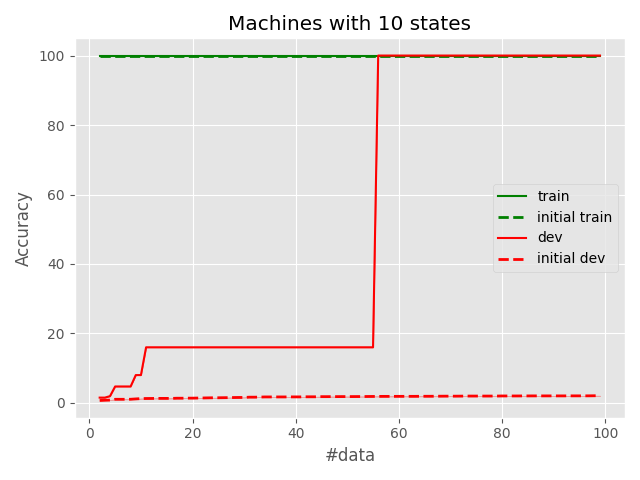 Machines with 10 states
Accuracy
100
80
60
40
20
0
train
initial train
dev
initial dev
0 20 40 60 80 100
#data